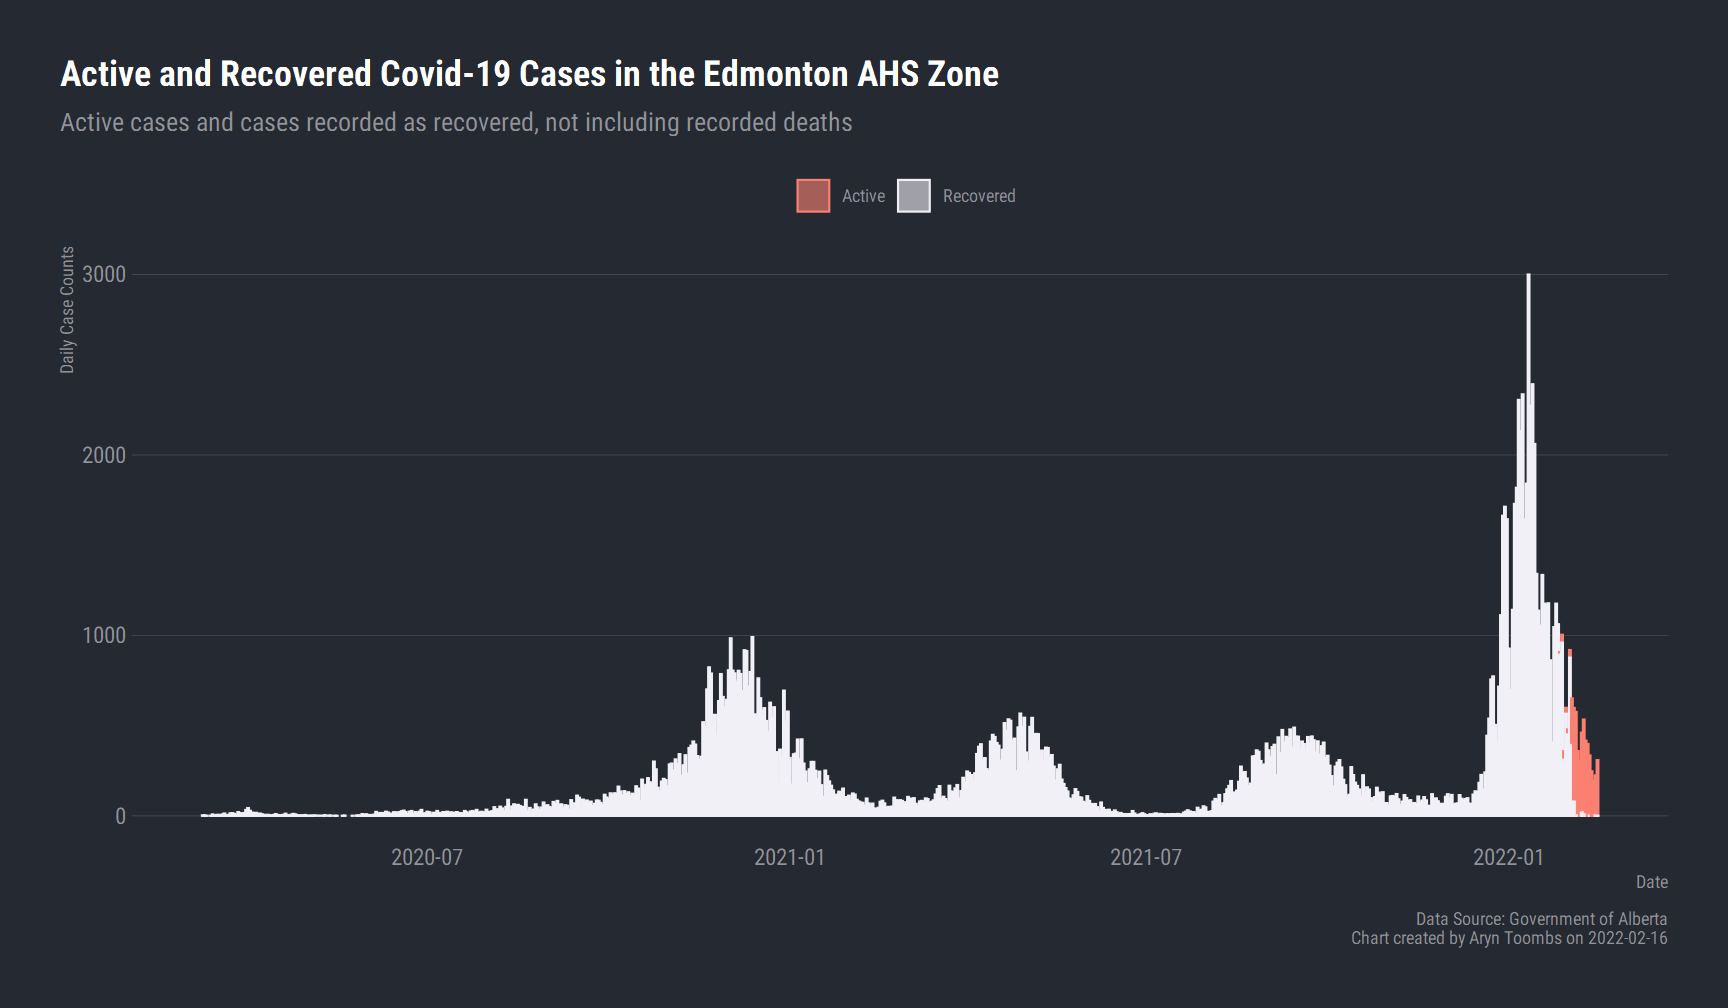 Active and Recovered Covid-19 Cases in the Edmonton AHS Zone
Active cases and cases recorded as recovered, not including recorded deaths
Active
Recovered
Daily Case Counts
3000
2000
1000
0
2020-07
2021-01
2021-07
2022-01
Date
Data Source: Government of Alberta
Chart created by Aryn Toombs on 2022-02-16